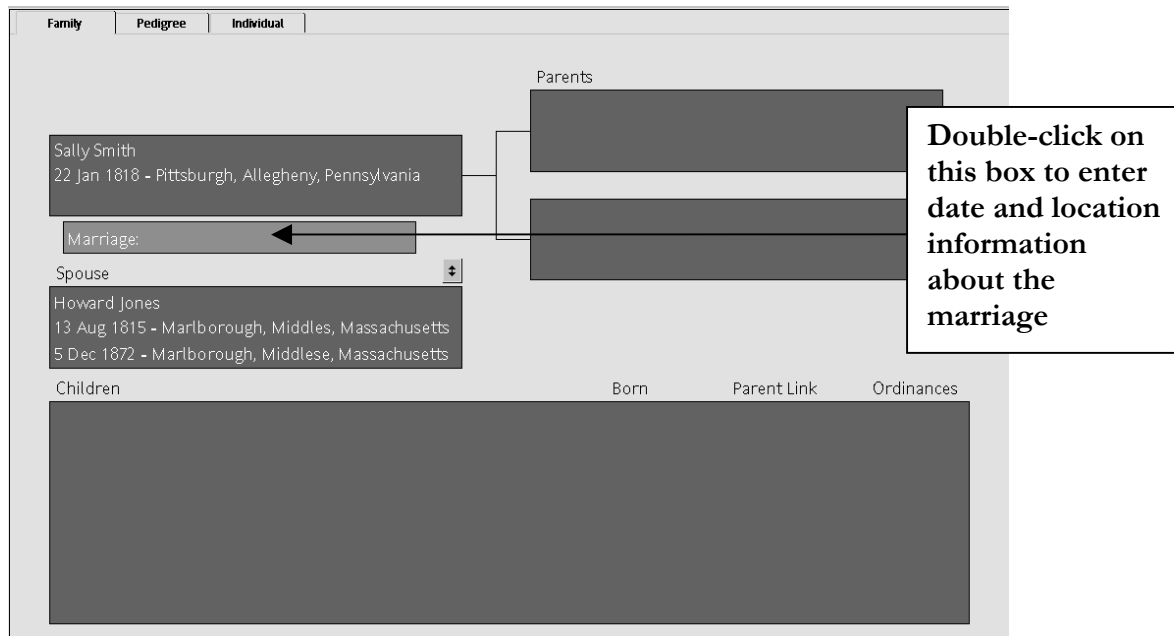 Family Pedigree Individual
Parents
Sally Smith
22 Jan 1818 - Pittsburgh, Allegheny, Pennsylvania
Marriage:
Spouse
Howard Jones
13 Aug 1815 - Marlborough, Middles, Massachusetts
5 Dec 1872 - Marlborough, Middlese, Massachusetts
Double-click on
this box to enter
date and location
information
about the
marriage
Children Born Parent Link Ordinances